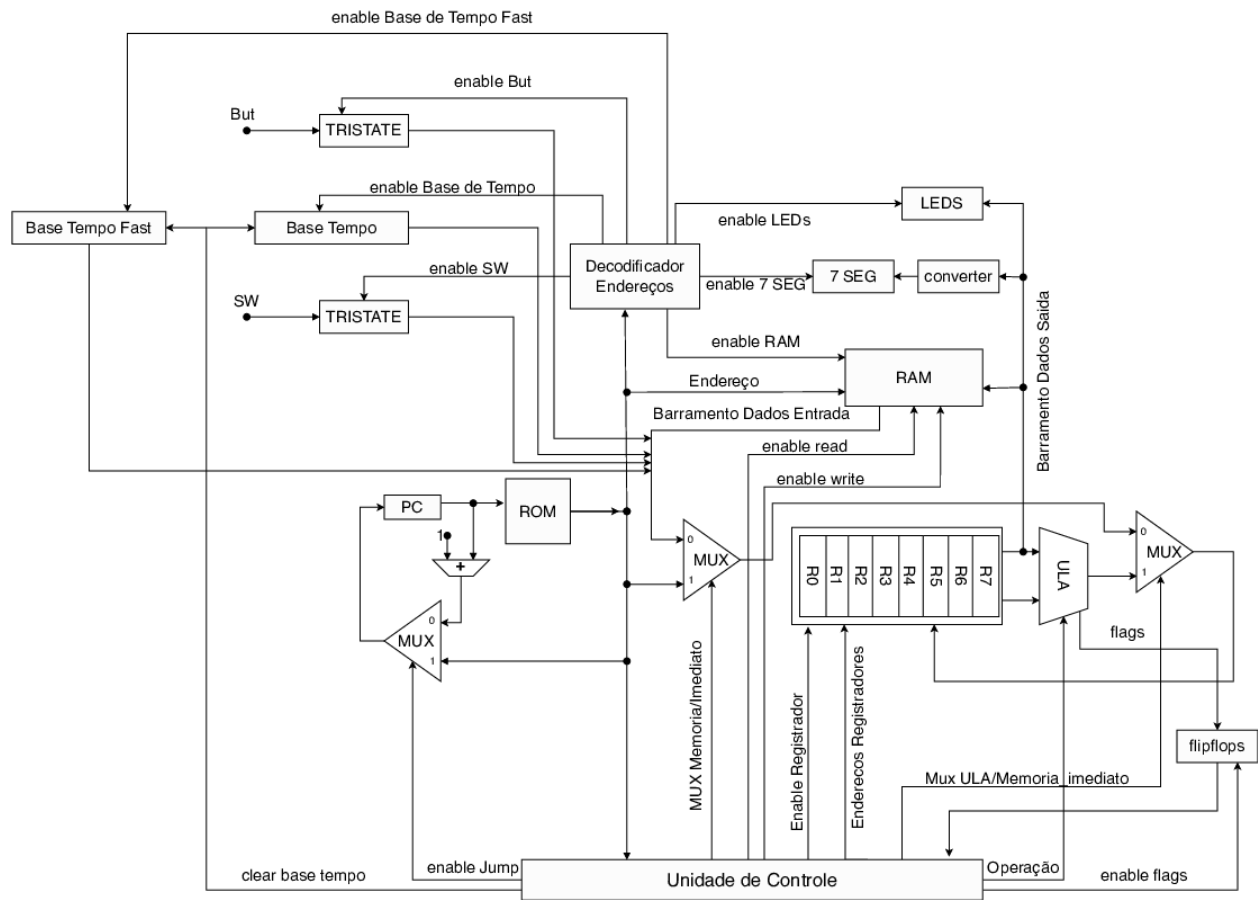 enable Base de Tempo Fast
enable But
But
TRISTATE
enable Base de Tempo
LEDS
enable LEDs
Base Tempo Fast
Base Tempo
Decodificador
Endereços
enable SW
enable 7 SEG
7 SEG
converter
SW
TRISTATE
enable RAM
RAM
Endereço
Barramento Dados Saida
Barramento Dados Entrada
enable read
enable write
PC
ROM
1
+
0
MUX
1
0
MUX
1
R0
R1
R2
R3
R4
R5
R6
R7
ULA
0
MUX
1
flags
MUX Memoria/Imediato
Enable Registrador
Enderecos Registradores
flipflops
Mux ULA/Memoria_imediato
clear base tempo
enable Jump
Unidade de Controle
Operação
enable flags